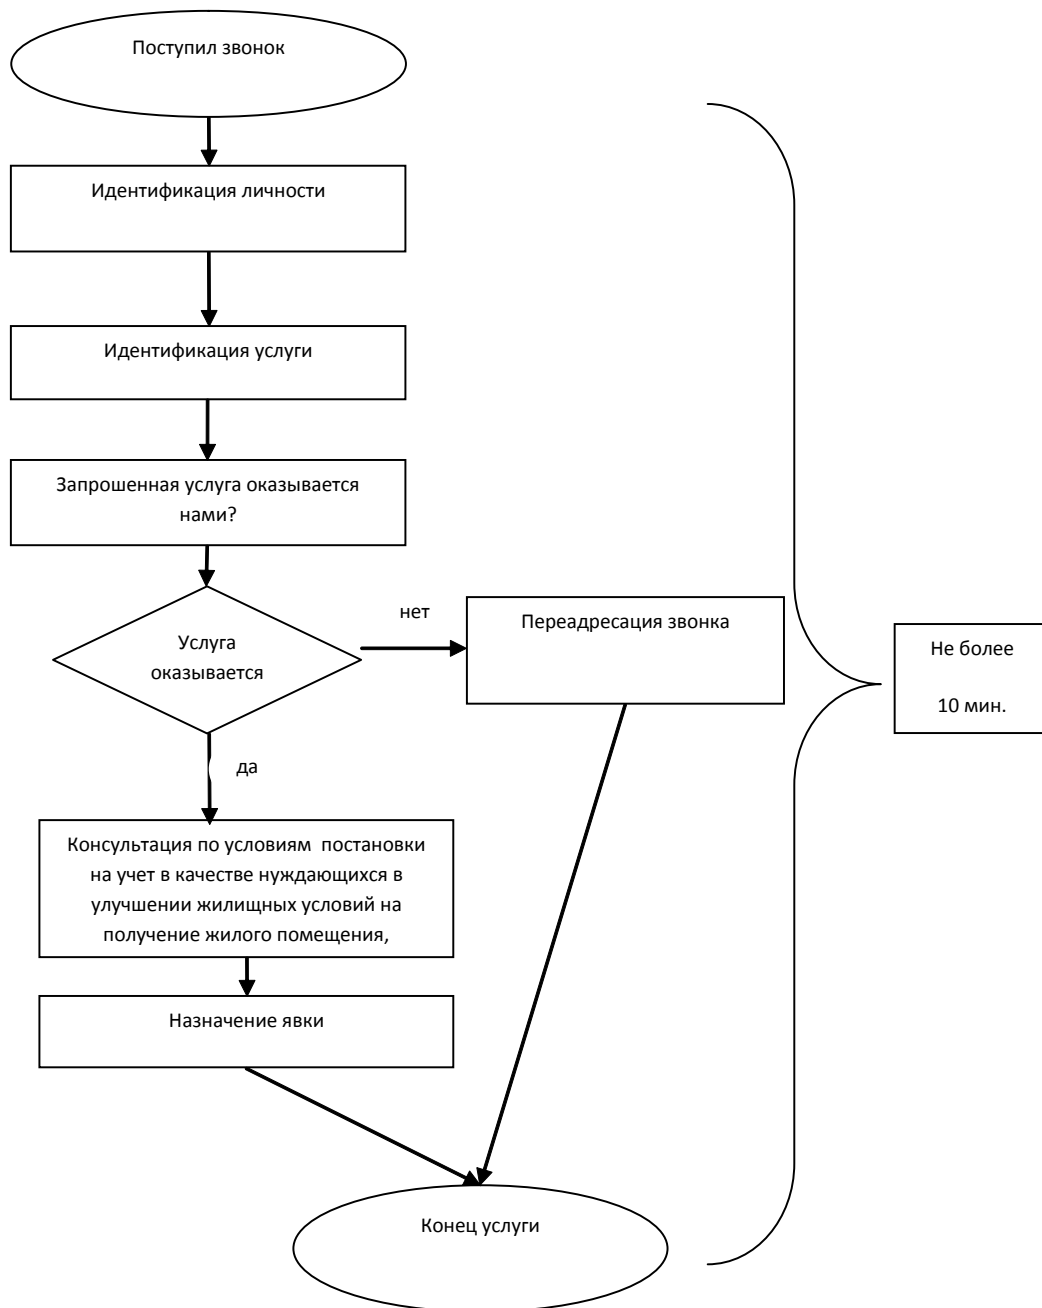 Поступил звонок
Идентификация личности
Идентификация услуги
Запрошенная услуга оказывается
нами?
Услуга
оказывается
нет
Переадресация звонка
Не более
10 мин.
да
Консультация по условиям  постановки
на учет в качестве нуждающихся в
улучшении жилищных условий на
получение жилого помещения,
Назначение явки
Конец услуги